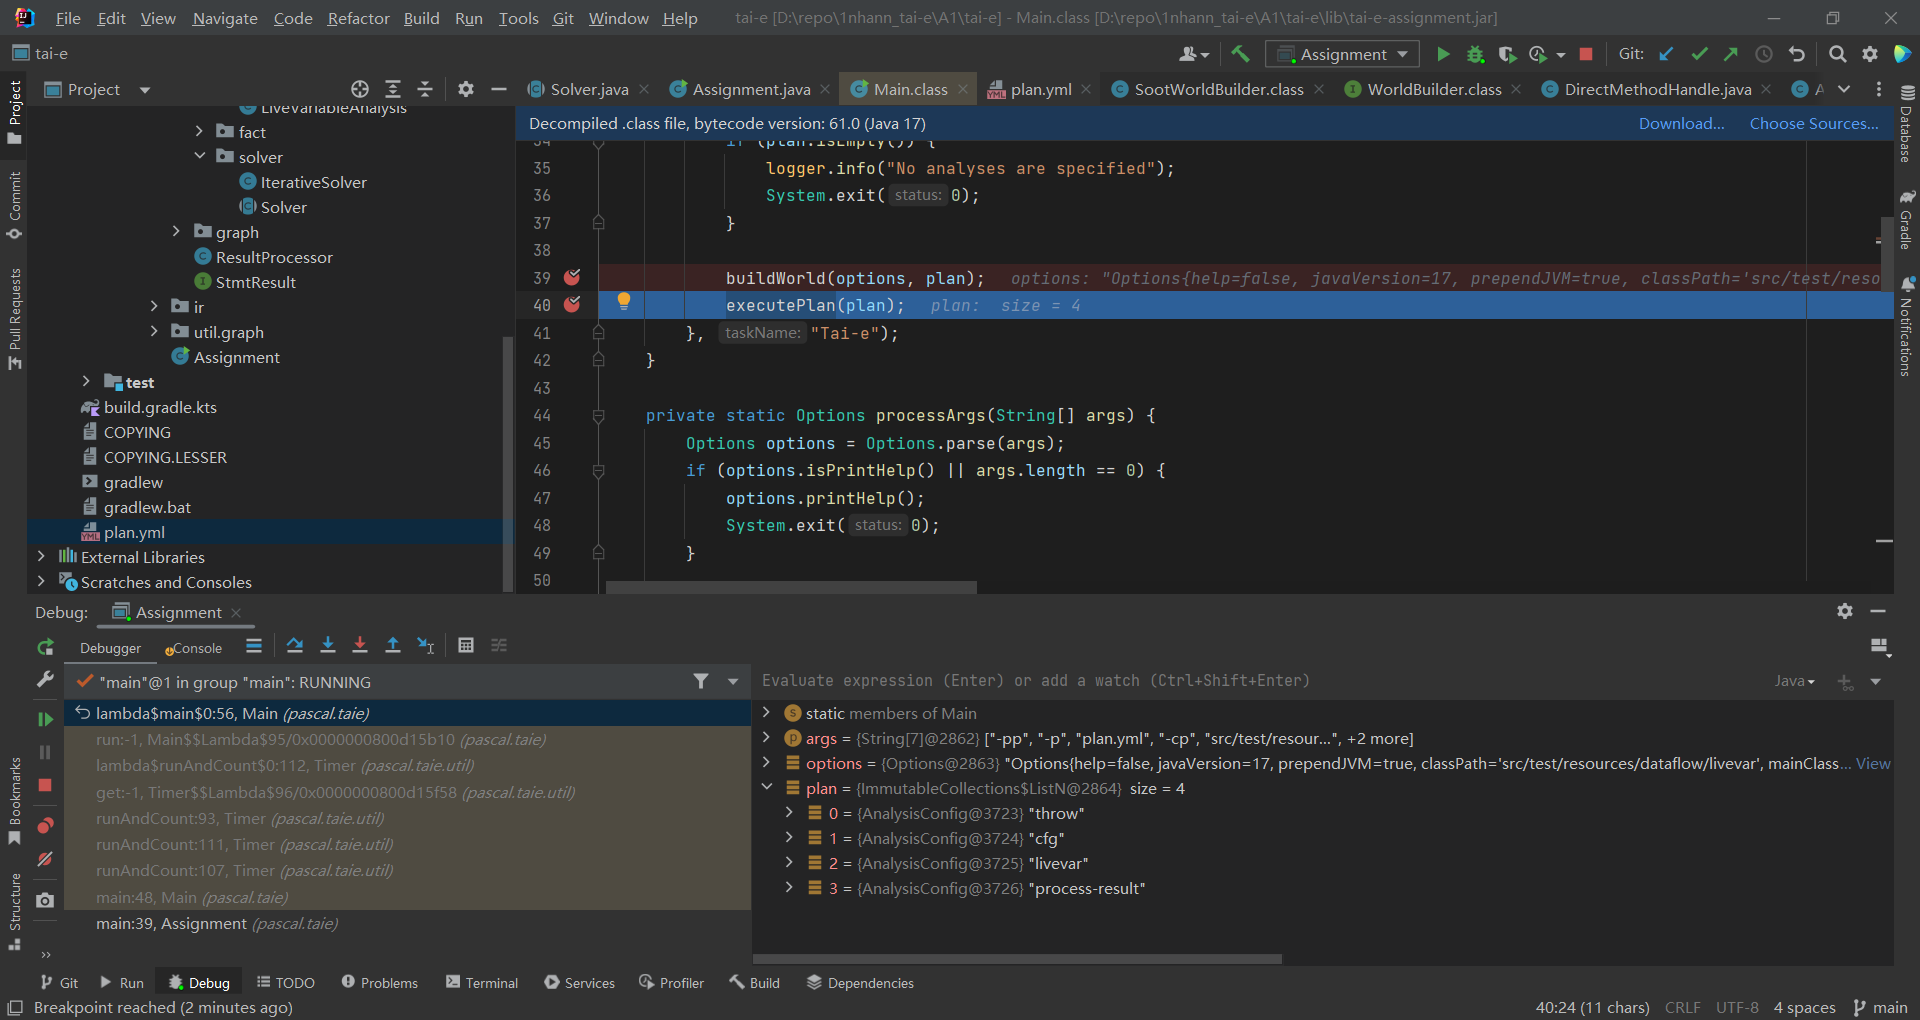 File Edit View Navigate Code Refactor Build Run Tools Git Window Help tai-e [D:\repo\1nhann_tai-e\A1\tai-e] - Main.class [D:\repo\1nhann_tai-e\A1\tai-e\lib\tai-e-assignment.jar]
tai-e Assignment Git:
Project Solver.java Assignment.java Main.class plan.yml SootWorldBuilder.class WorldBuilder.class DirectMethodHandle.java A
Decompiled .class file, bytecode version: 61.0 (Java 17) Download... Choose Sources...
Project
Commit
Pull Requests
Bookmarks
Structure
Database
Gradle
Notifications
LiveVariableAnalysis
fact
solver
IterativeSolver
Solver
graph
ResultProcessor
StmtResult
ir
util.graph
Assignment
test
build.gradle.kts
COPYING
COPYING.LESSER
gradlew
gradlew.bat
plan.yml
External Libraries
Scratches and Consoles
34 if (plan.isEmpty()) {
35 logger.info("No analyses are specified");
36 System.exit( status: 0);
37 }
38
39 buildWorld(options, plan); options: "Options{help=false, javaVersion=17, prependJVM=true, classPath='src/test/reso
40 executePlan(plan); plan: size = 4
41 }, taskName: "Tai-e");
42 }
43
44 private static Options processArgs(String[] args) {
45 Options options = Options.parse(args);
46 if (options.isPrintHelp() || args.length == 0) {
47 options.printHelp();
48 System.exit( status: 0);
49 }
50
Debug: Assignment
Debugger Console
"main"@1 in group "main": RUNNING
lambda$main$0:56, Main (pascal.taie)
run:-1, Main$$Lambda$95/0x0000000800d15b10 (pascal.taie)
lambda$runAndCount$0:112, Timer (pascal.taie.util)
get:-1, Timer$$Lambda$96/0x0000000800d15f58 (pascal.taie.util)
runAndCount:93, Timer (pascal.taie.util)
runAndCount:111, Timer (pascal.taie.util)
runAndCount:107, Timer (pascal.taie.util)
main:48, Main (pascal.taie)
main:39, Assignment (pascal.taie)
Evaluate expression (Enter) or add a watch (Ctrl+Shift+Enter) Java
static members of Main
args = {String[7]@2862} ["-pp", "-p", "plan.yml", "-cp", "src/test/resour...", +2 more]
options = {Options@2863} "Options{help=false, javaVersion=17, prependJVM=true, classPath='src/test/resources/dataflow/livevar', mainClass... View
plan = {ImmutableCollections$ListN@2864} size = 4
0 = {AnalysisConfig@3723} "throw"
1 = {AnalysisConfig@3724} "cfg"
2 = {AnalysisConfig@3725} "livevar"
3 = {AnalysisConfig@3726} "process-result"
Git Run Debug TODO Problems Terminal Services Profiler Build Dependencies
Breakpoint reached (2 minutes ago) 40:24 (11 chars) CRLF UTF-8 4 spaces main